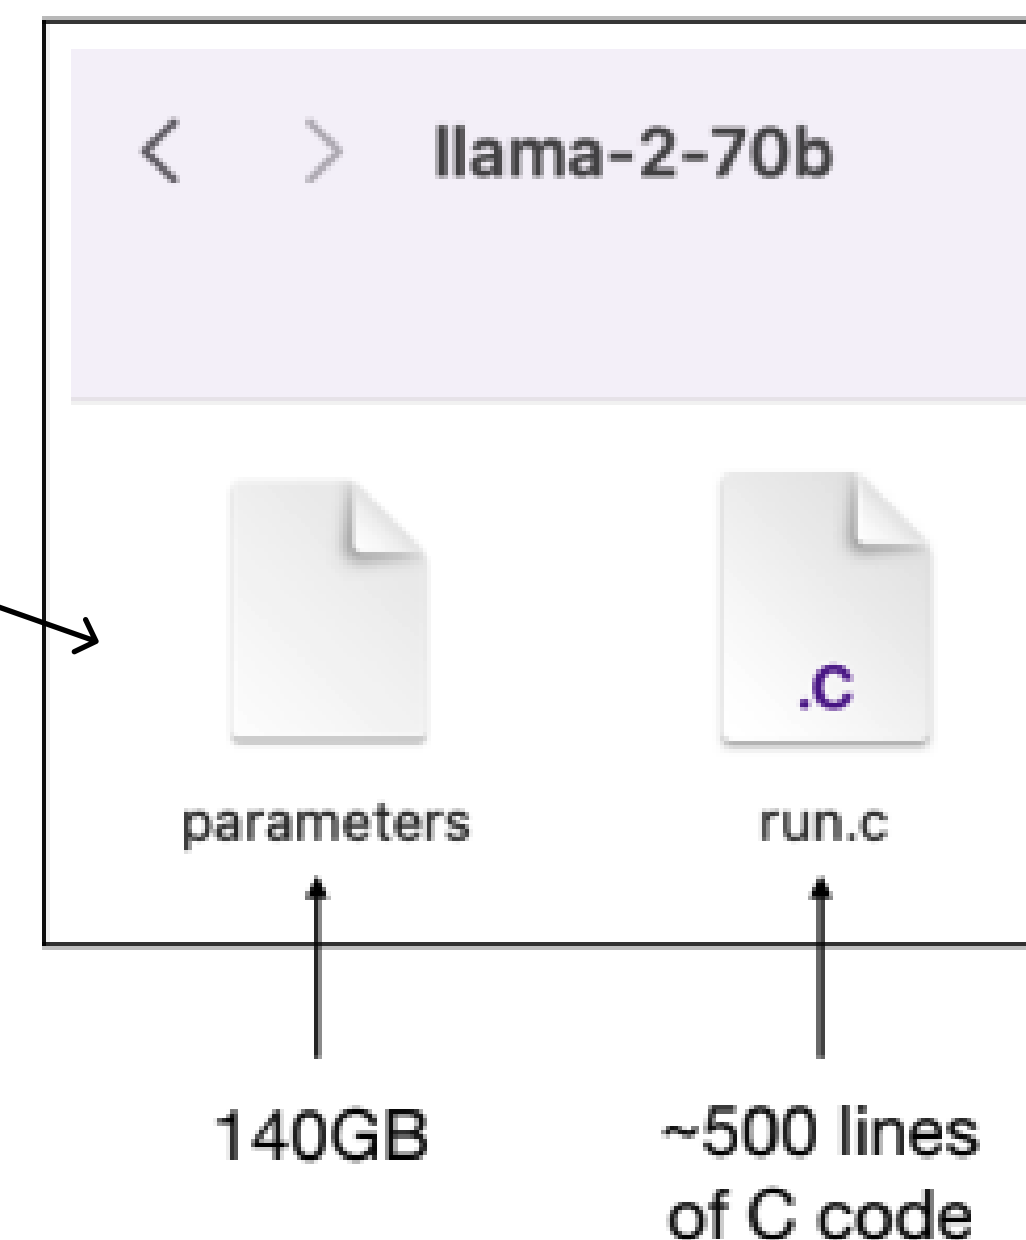 llama-2-70b
.C
parameters
run.c
140GB
~500 lines
of C code